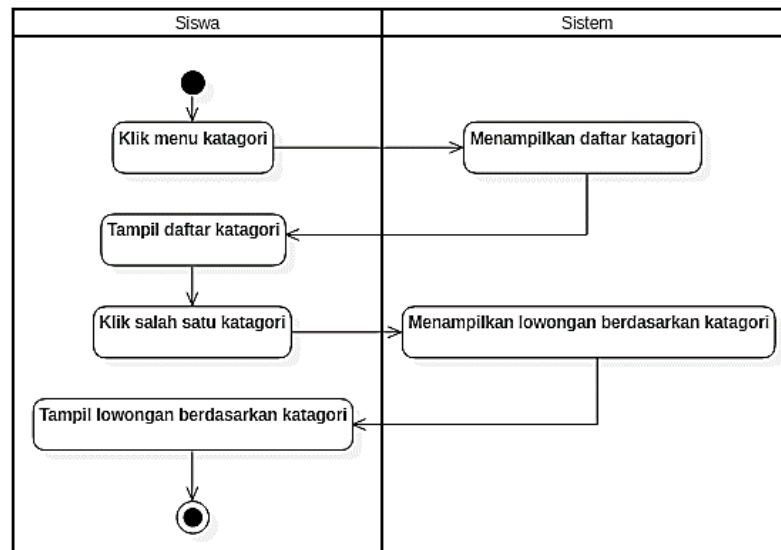 Siswa
Sistem
Klik menu katagori
Menampilkan daftar katagori
Tampil daftar katagori
Klik salah satu katagori
Menampilkan lowongan berdasarkan katagori
Tampil lowongan berdasarkan katagori